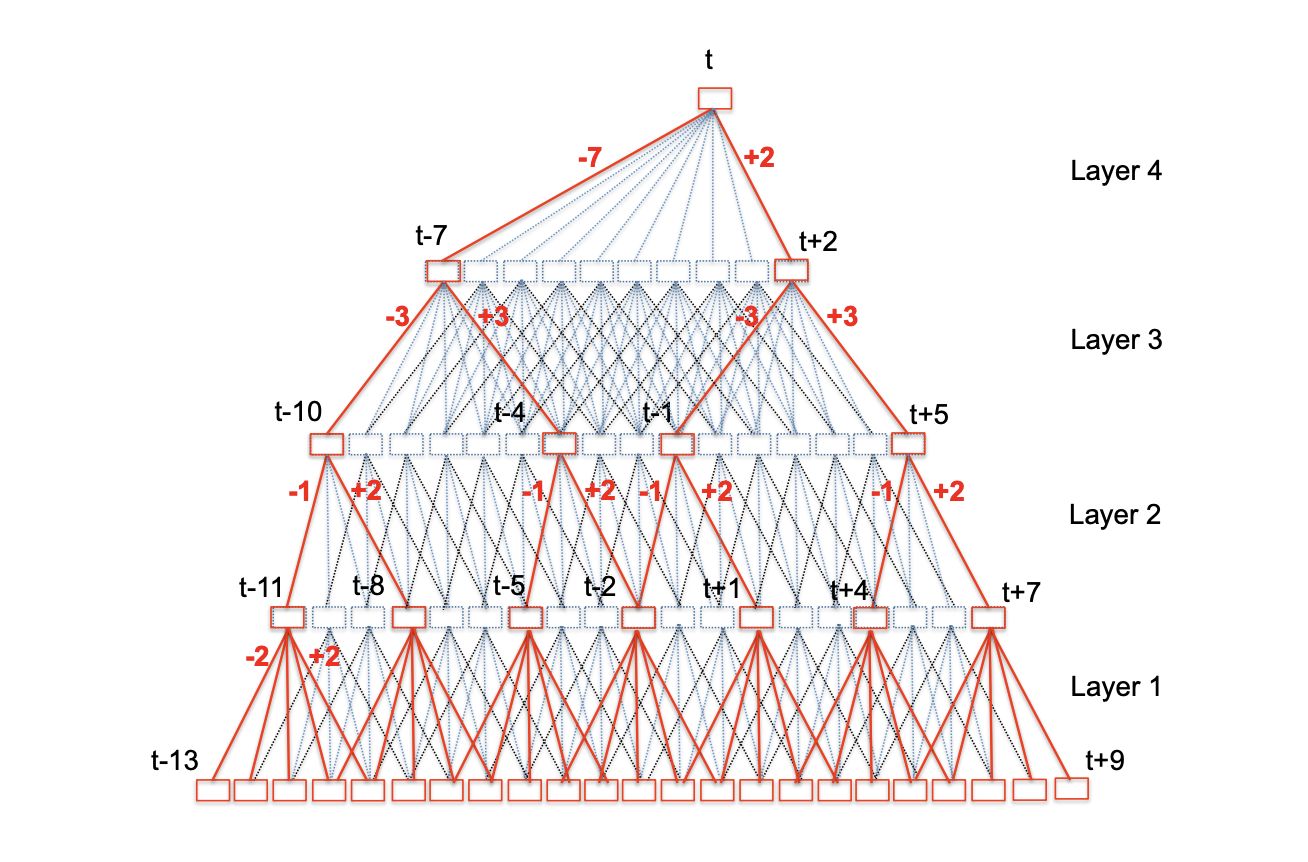 t
-7 +2
Layer 4
t-7 t+2
-3 +3 -3 +3
Layer 3
t-10 t-4 t-1 t+5
-1 +2 -1 +2 -1 +2 -1 +2
Layer 2
t-11 t-8 t-5 t-2 t+1 t+4 t+7
-2 +2
Layer 1
t-13 t+9